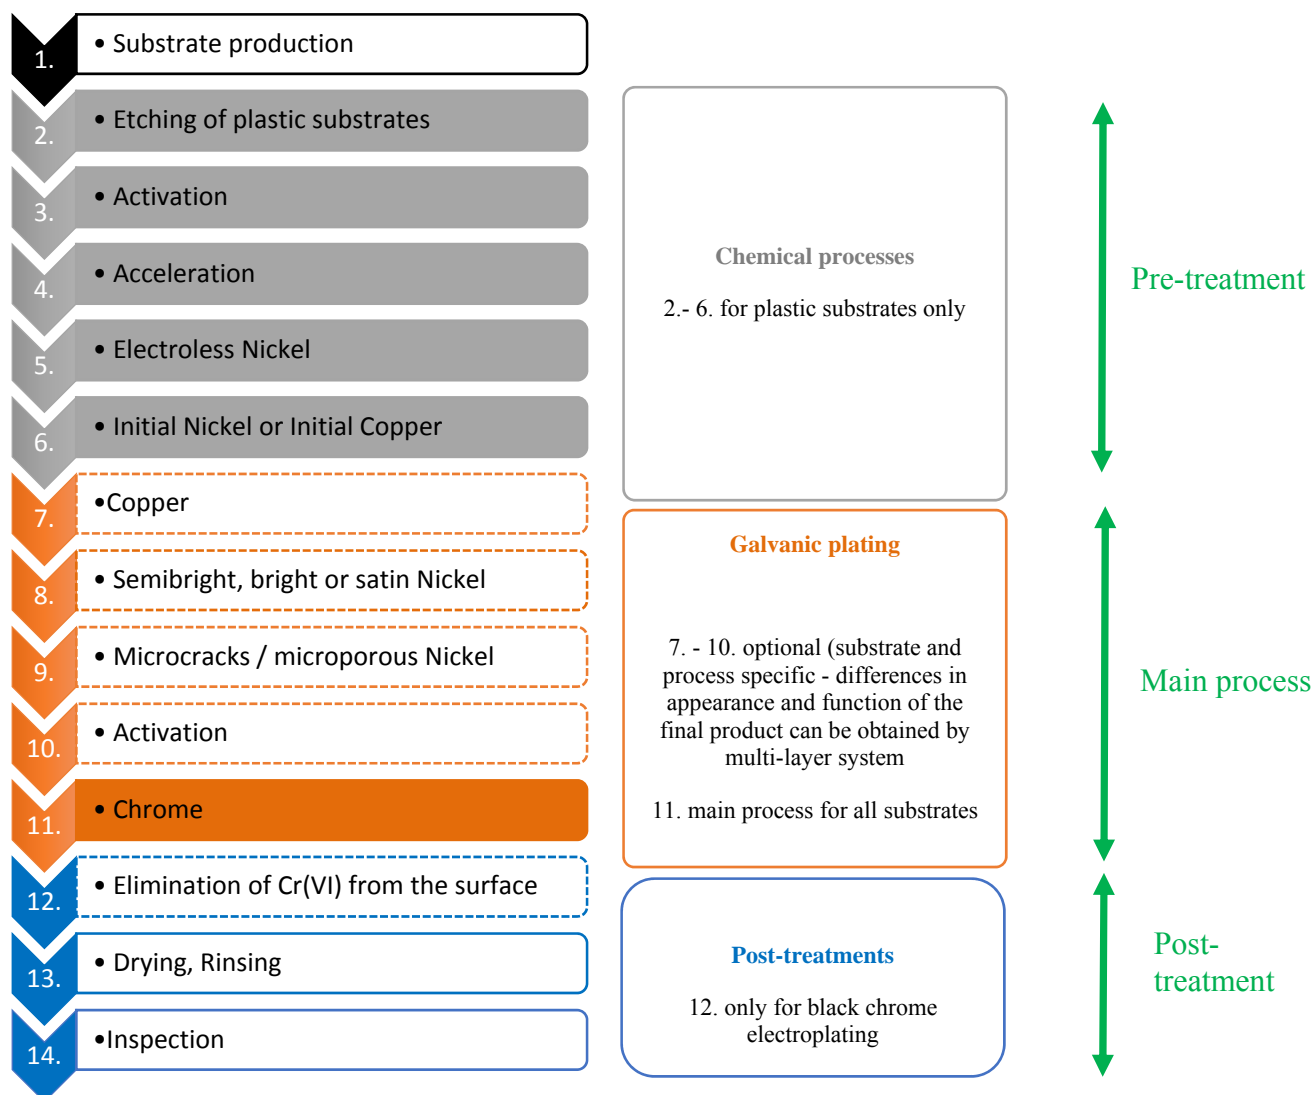 1.
• Substrate production
2.
• Etching of plastic substrates
3.
• Activation
4.
• Acceleration
5.
• Electroless Nickel
6.
• Initial Nickel or Initial Copper
7.
•Copper
8.
• Semibright, bright or satin Nickel
9.
• Microcracks / microporous Nickel
10.
• Activation
11.
• Chrome
12.
• Elimination of Cr(VI) from the surface
13.
• Drying, Rinsing
14.
•Inspection
Chemical processes
2.- 6. for plastic substrates only
Galvanic plating
7. - 10. optional (substrate and
process specific - differences in
appearance and function of the
final product can be obtained by
multi-layer system
11. main process for all substrates
Post-treatments
12. only for black chrome
electroplating
Pre-treatment
Main process
Post-
treatment